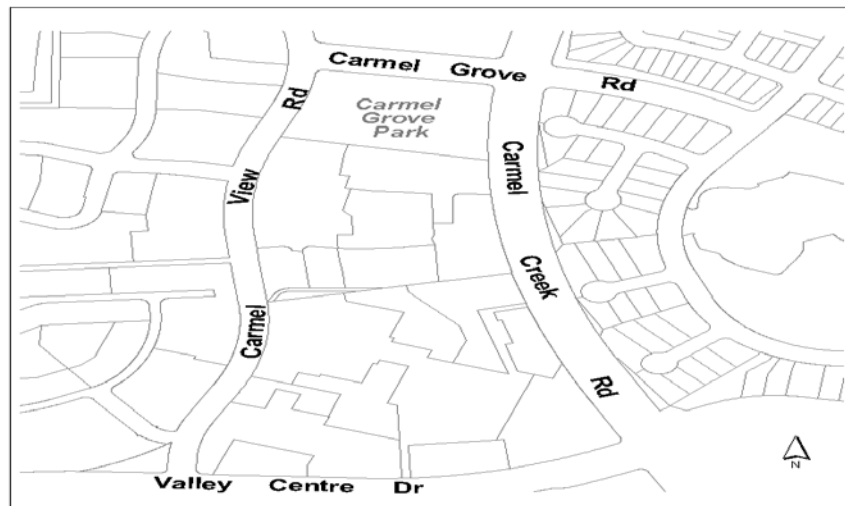 Carmel Grove Rd
Carmel
Grove
Park
Carmel View Rd
Carmel Creek Rd
Valley Centre Dr
N